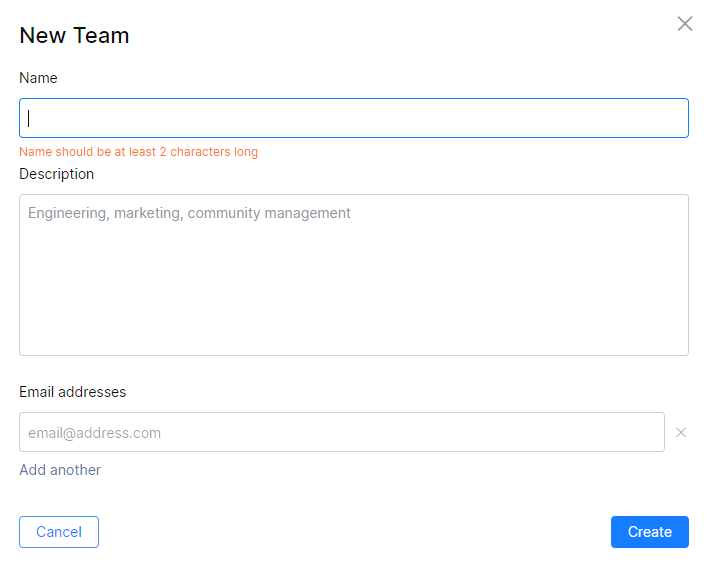 New Team
Name
Name should be at least 2 characters long
Description
Engineering, marketing, community management
Email addresses
email@address.com
Add another
Cancel
Create